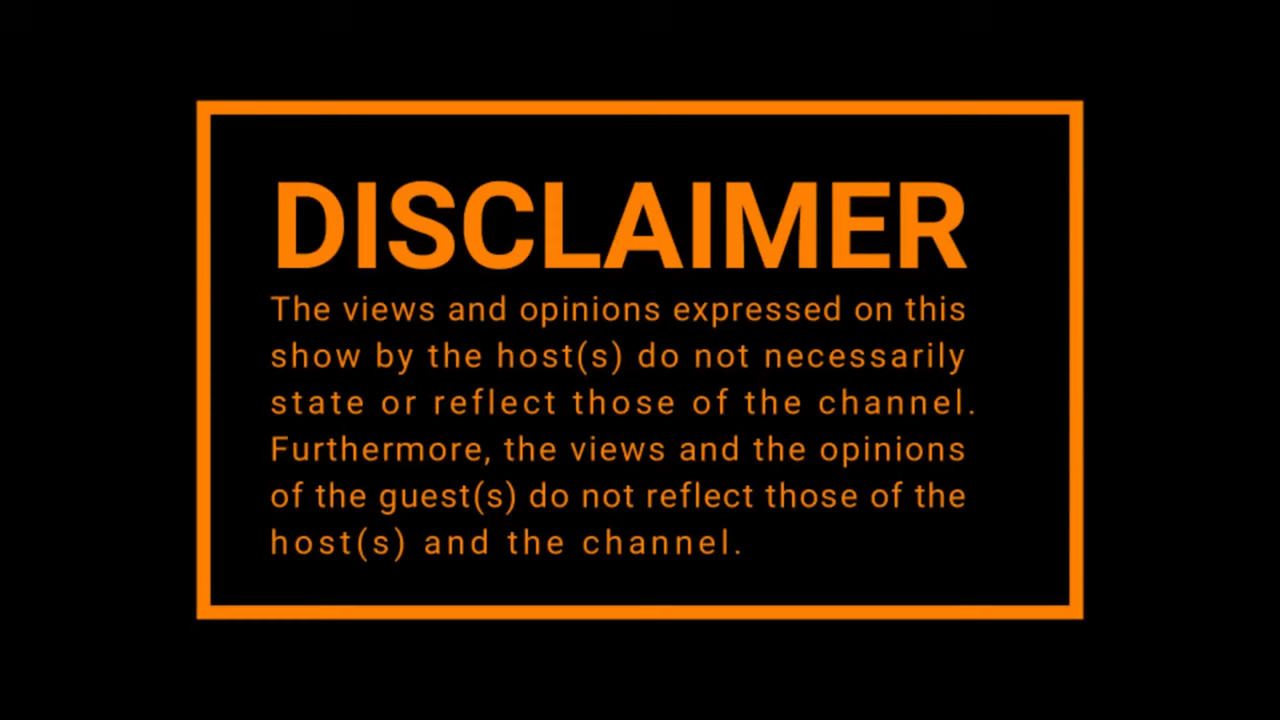 DISCLAIMER
The views and opinions expressed on this
show by the host(s) do not necessarily
state or reflect those of the channel.
Furthermore, the views and the opinions
of the guest(s) do not reflect those of the
host(s) and the channel.